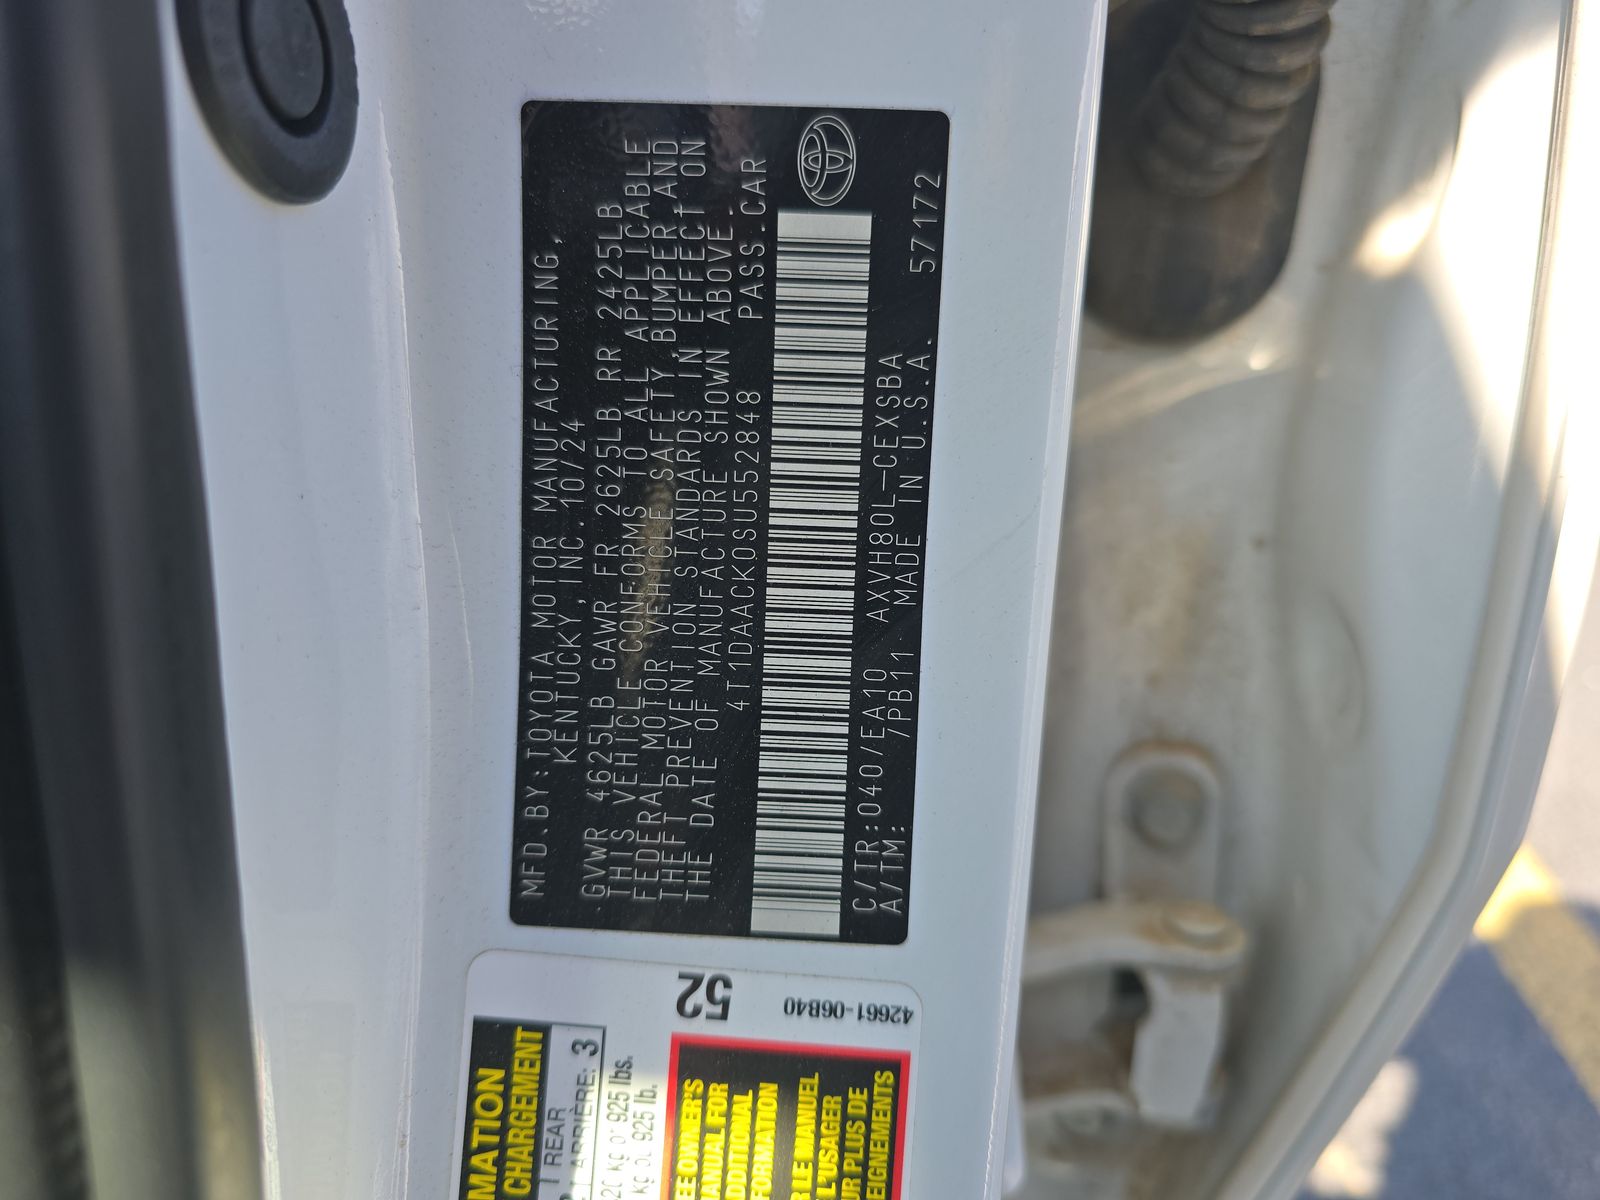 MFD.BY:TOYOTA MOTOR MANUFACTURING,
KENTUCKY,INC.10/24
GVWR 4625LB GAWR FR 2625LB RR 2425LB
THIS VEHICLE CONFORMS TO ALL APPLICABLE
FEDERAL MOTOR VEHICLE SAFETY,BUMPER,AND
THEFT PREVENTION STANDARDS IN EFFECT ON
THE DATE OF MANUFACTURE SHOWN ABOVE.
4T1DAACK0SU552848 PASS.CAR
C/TR:040/EA10 AXVH80L-CEXSBA
A/TM: /PB11 MADE IN U.S.A. 57172
52
42661-06B40
CHARGEMENT
REAR
ARRIÈRE: 3
925 lbs.
925 lb.
OWNER'S
MANUAL FOR
ADDITIONAL
LE MANUEL
L'USAGER
PLUS DE